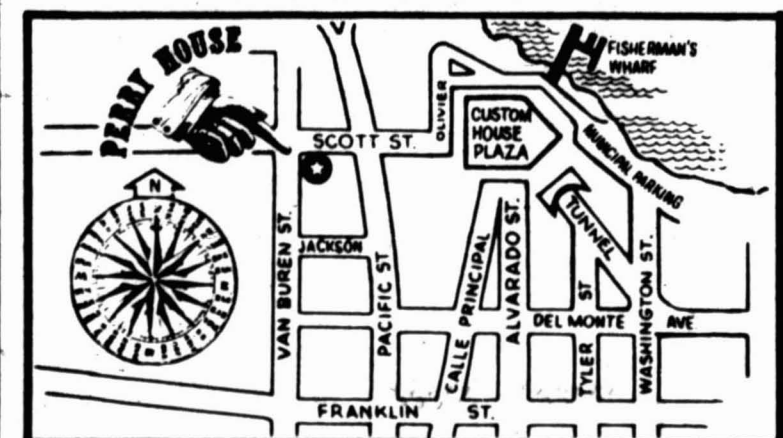 PERRY HOUSE
FISHERMAN'S
WHARF
OLIVIER
CUSTOM
HOUSE
PLAZA
SCOTT ST.
MUNICIPAL PARKING
N
TUNNEL
VAN BUREN ST.
JACKSON
PACIFIC ST
CALLE PRINCIPAL
ALVARADO ST.
TYLER ST
WASHINGTON ST.
DEL MONTE AVE.
FRANKLIN ST.